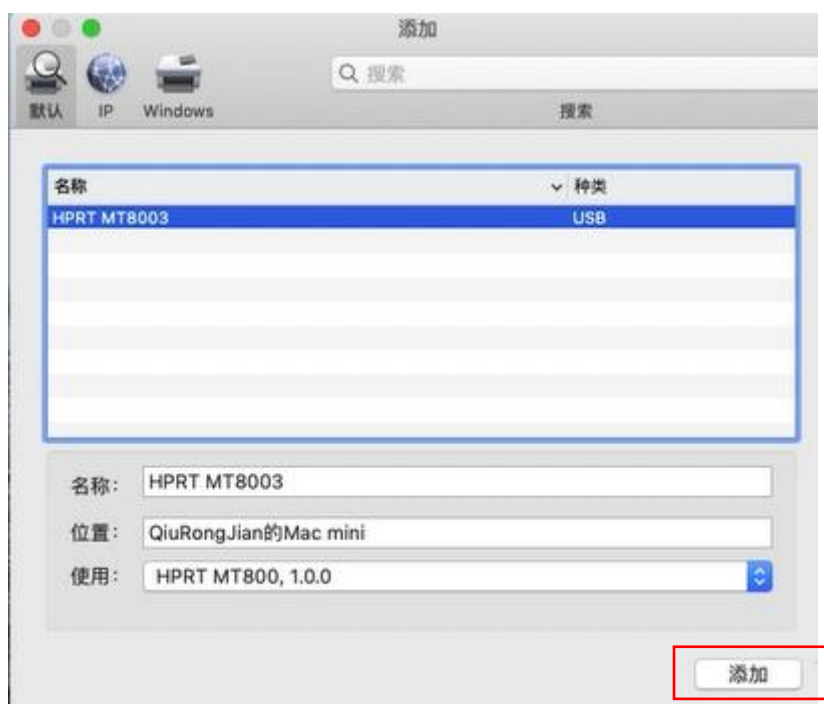 添加
搜索
默认 IP Windows 搜索
名称 种类
HPRT MT8003 USB
名称: HPRT MT8003
位置: QiuRongJian的Mac mini
使用: HPRT MT800, 1.0.0
添加